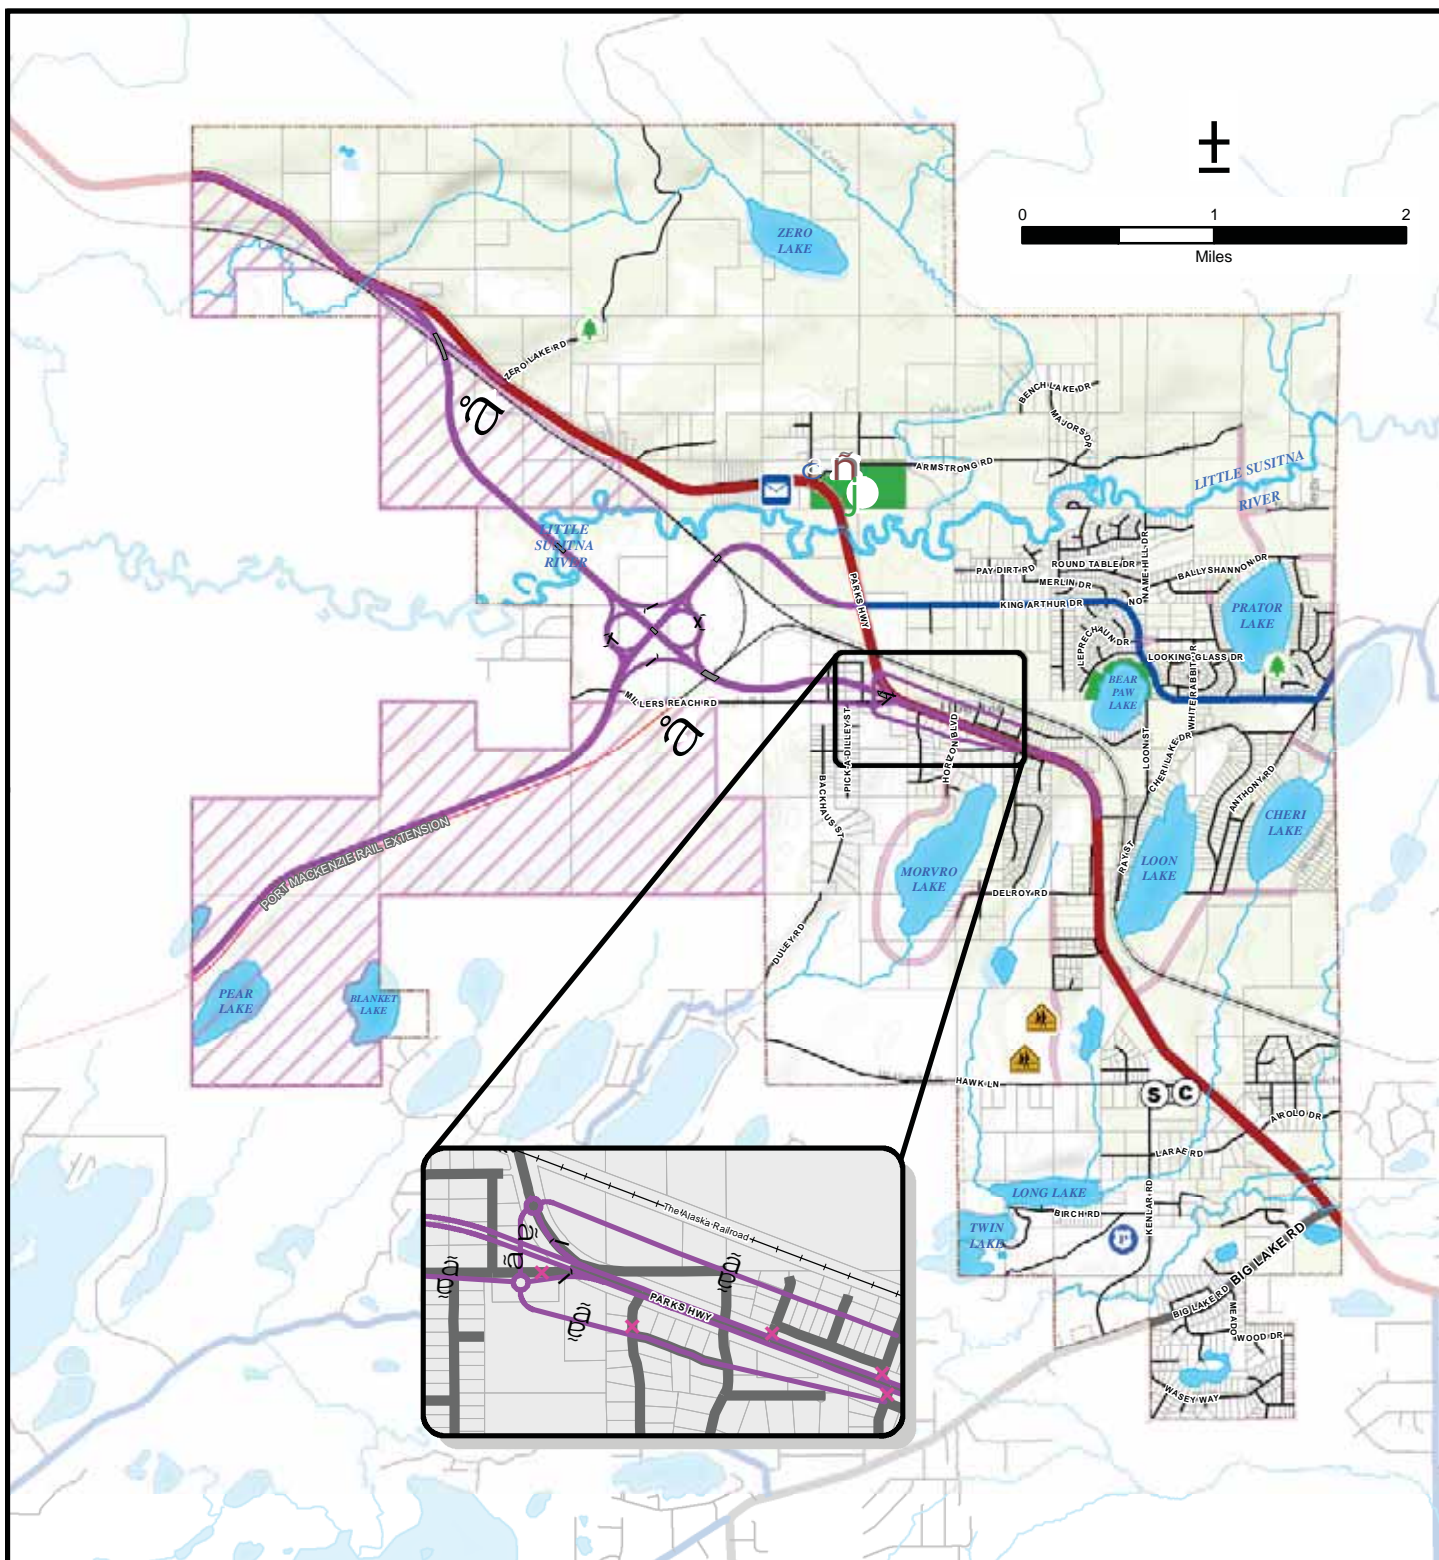 0 1 2
Miles
ZERO
LAKE
ZERO LAKE RD
BENCH LAKE DR
MAJORS DR
ARMSTRONG RD
LITTLE SUSITNA
RIVER
LITTLE
SUSITNA
RIVER
PARKS HWY
PAY DIRT RD
ROUND TABLE DR
MERLIN DR
NO NAME HILL DR
BALLYSHANNON DR
KING ARTHUR DR
PRATOR
LAKE
LEPRECHAUN DR
LOOKING GLASS DR
WHITE RABBIT DR
BEAR
PAW
LAKE
MILLERS REACH RD
PICK A DILLEY ST
HORIZON BLVD
LOON ST
CHERI LAKE DR
BACKHAUS ST
ANTHONY RD
CHERI
LAKE
PORT MACKENZIE RAIL EXTENSION
MORVRO
LAKE
RAY ST
LOON
LAKE
DELROY RD
DULEY RD
PEAR
LAKE
BLANKET
LAKE
HAWK LN
S C
AIROLO DR
LARAE RD
LONG LAKE
BIRCH RD
KENLAR RD
TWIN
LAKE
P
BIG LAKE RD
BIG LAKE RD
MEADO
WOOD DR
WASEY WAY
The Alaska Railroad
PARKS HWY